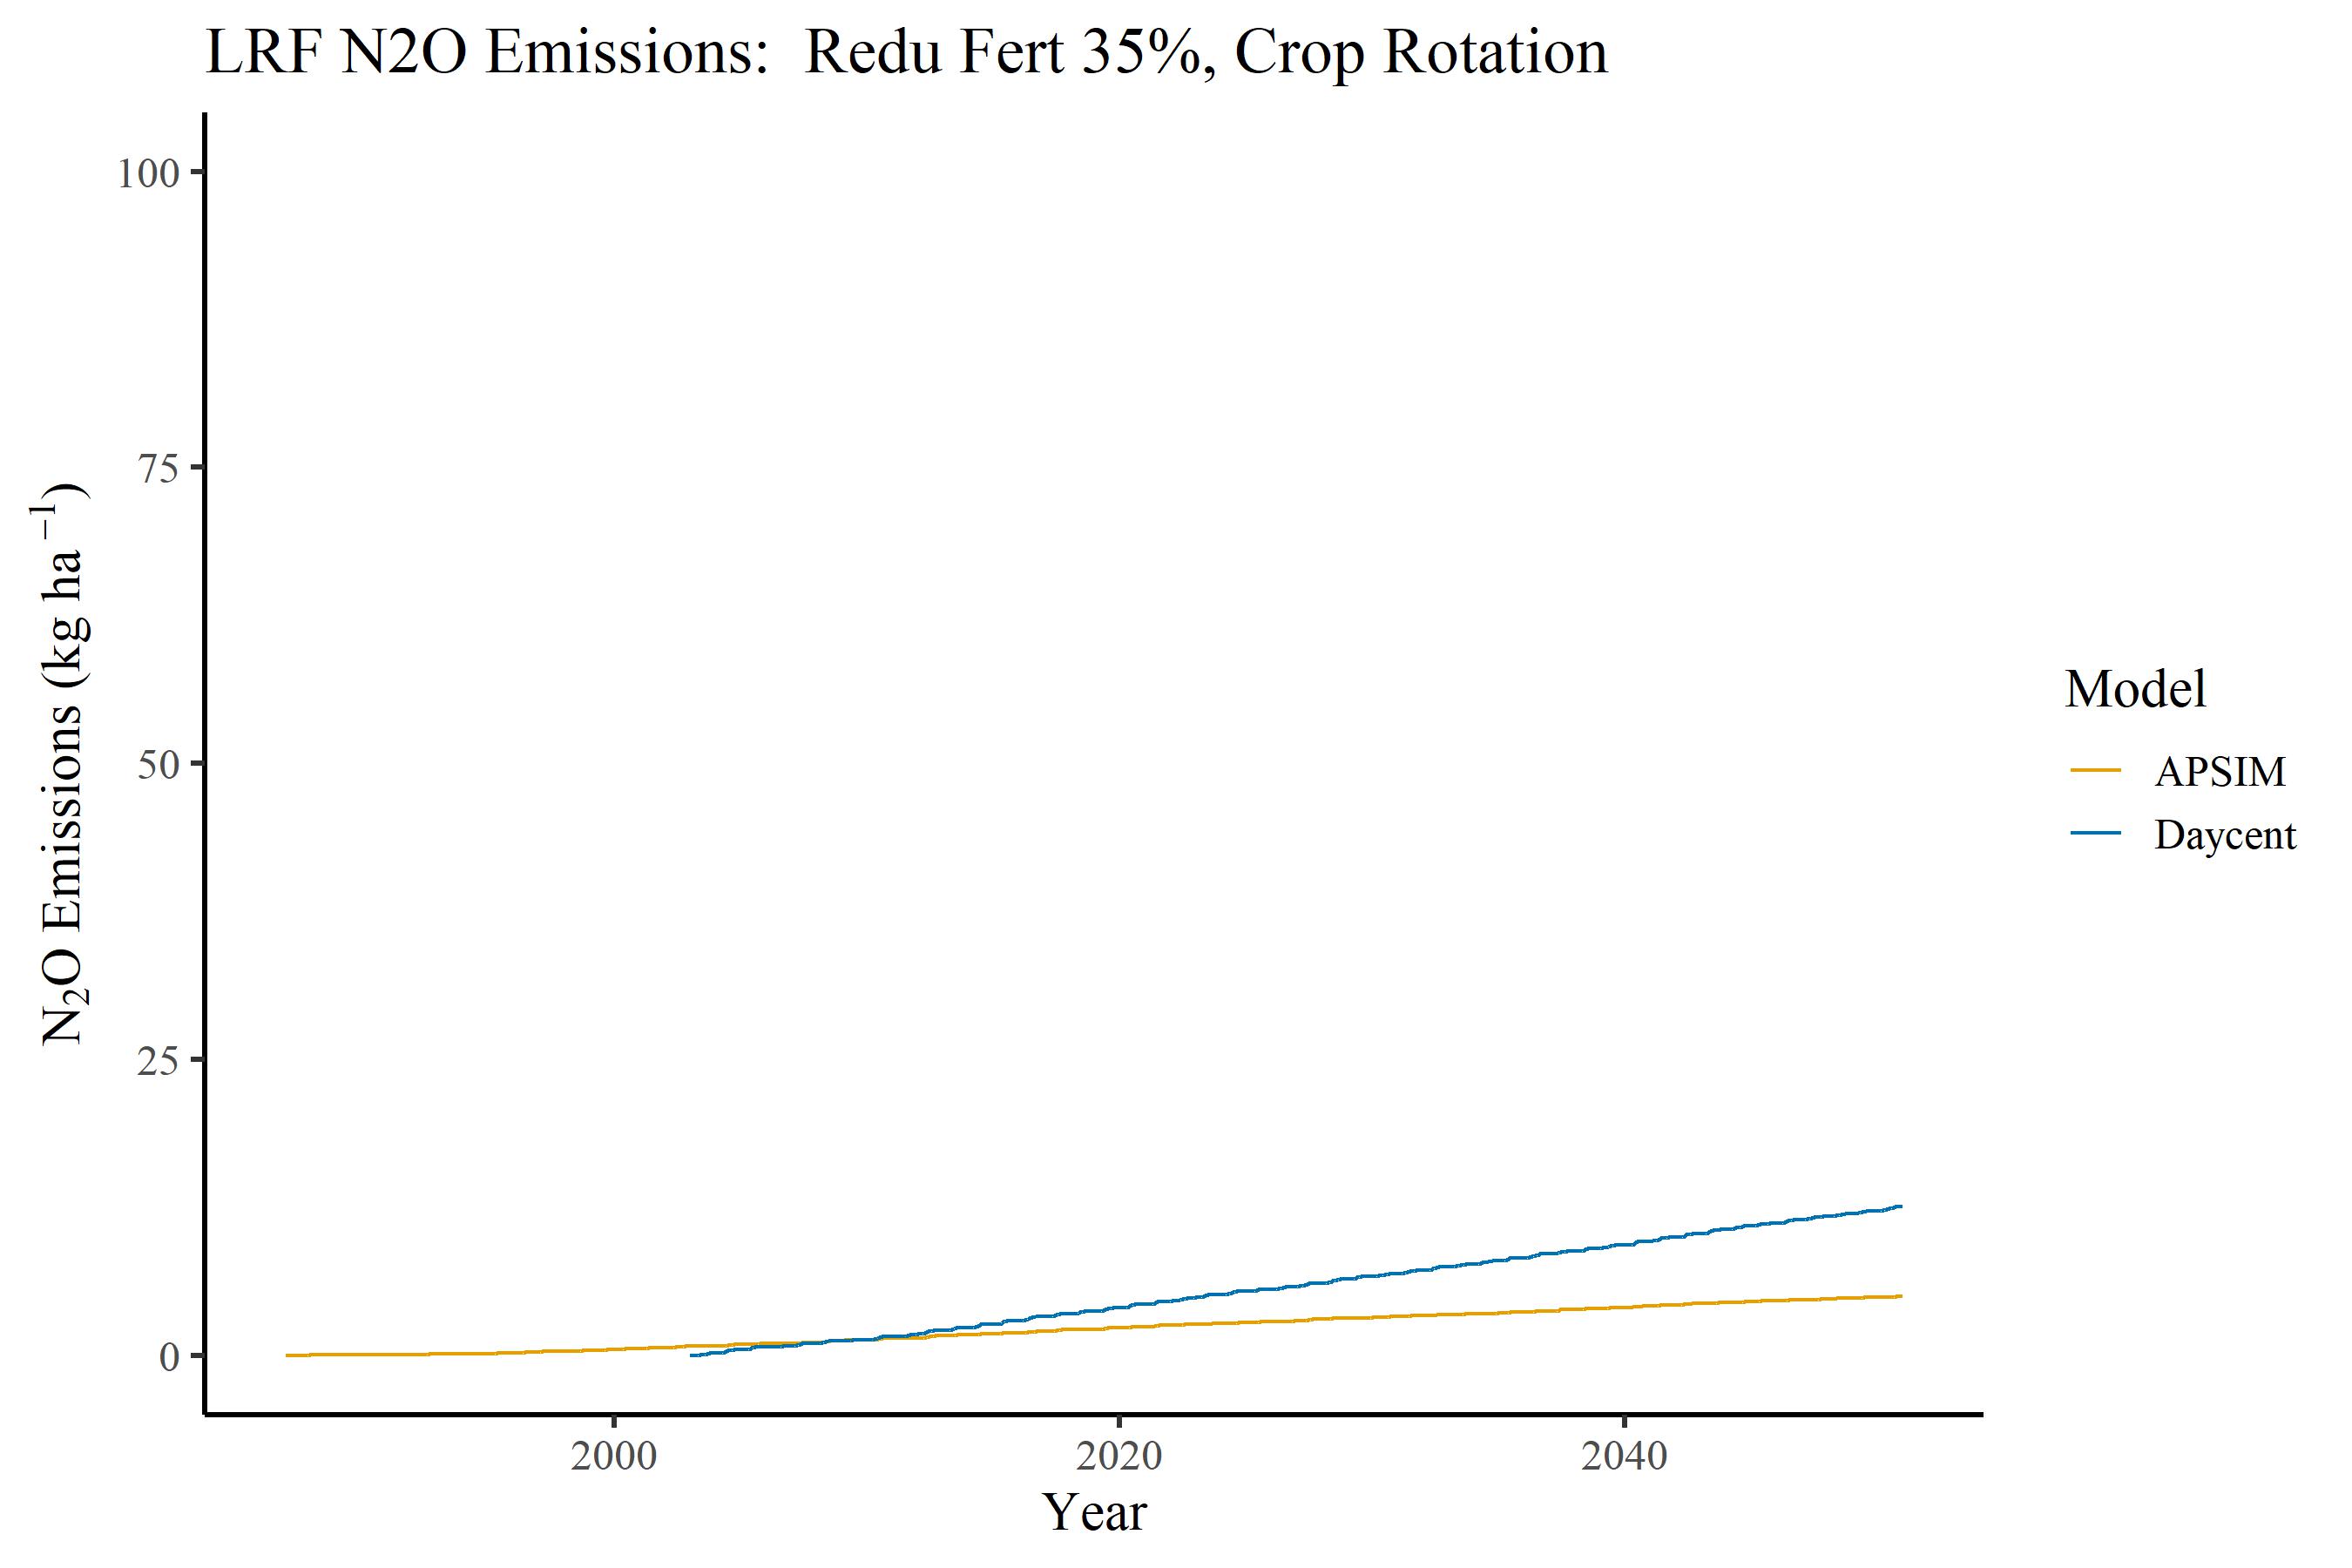 LRF N2O Emissions:  Redu Fert 35%, Crop Rotation
N₂O Emissions (kg ha⁻¹)
100
75
50
25
0
2000 2020 2040
Year
Model
APSIM
Daycent